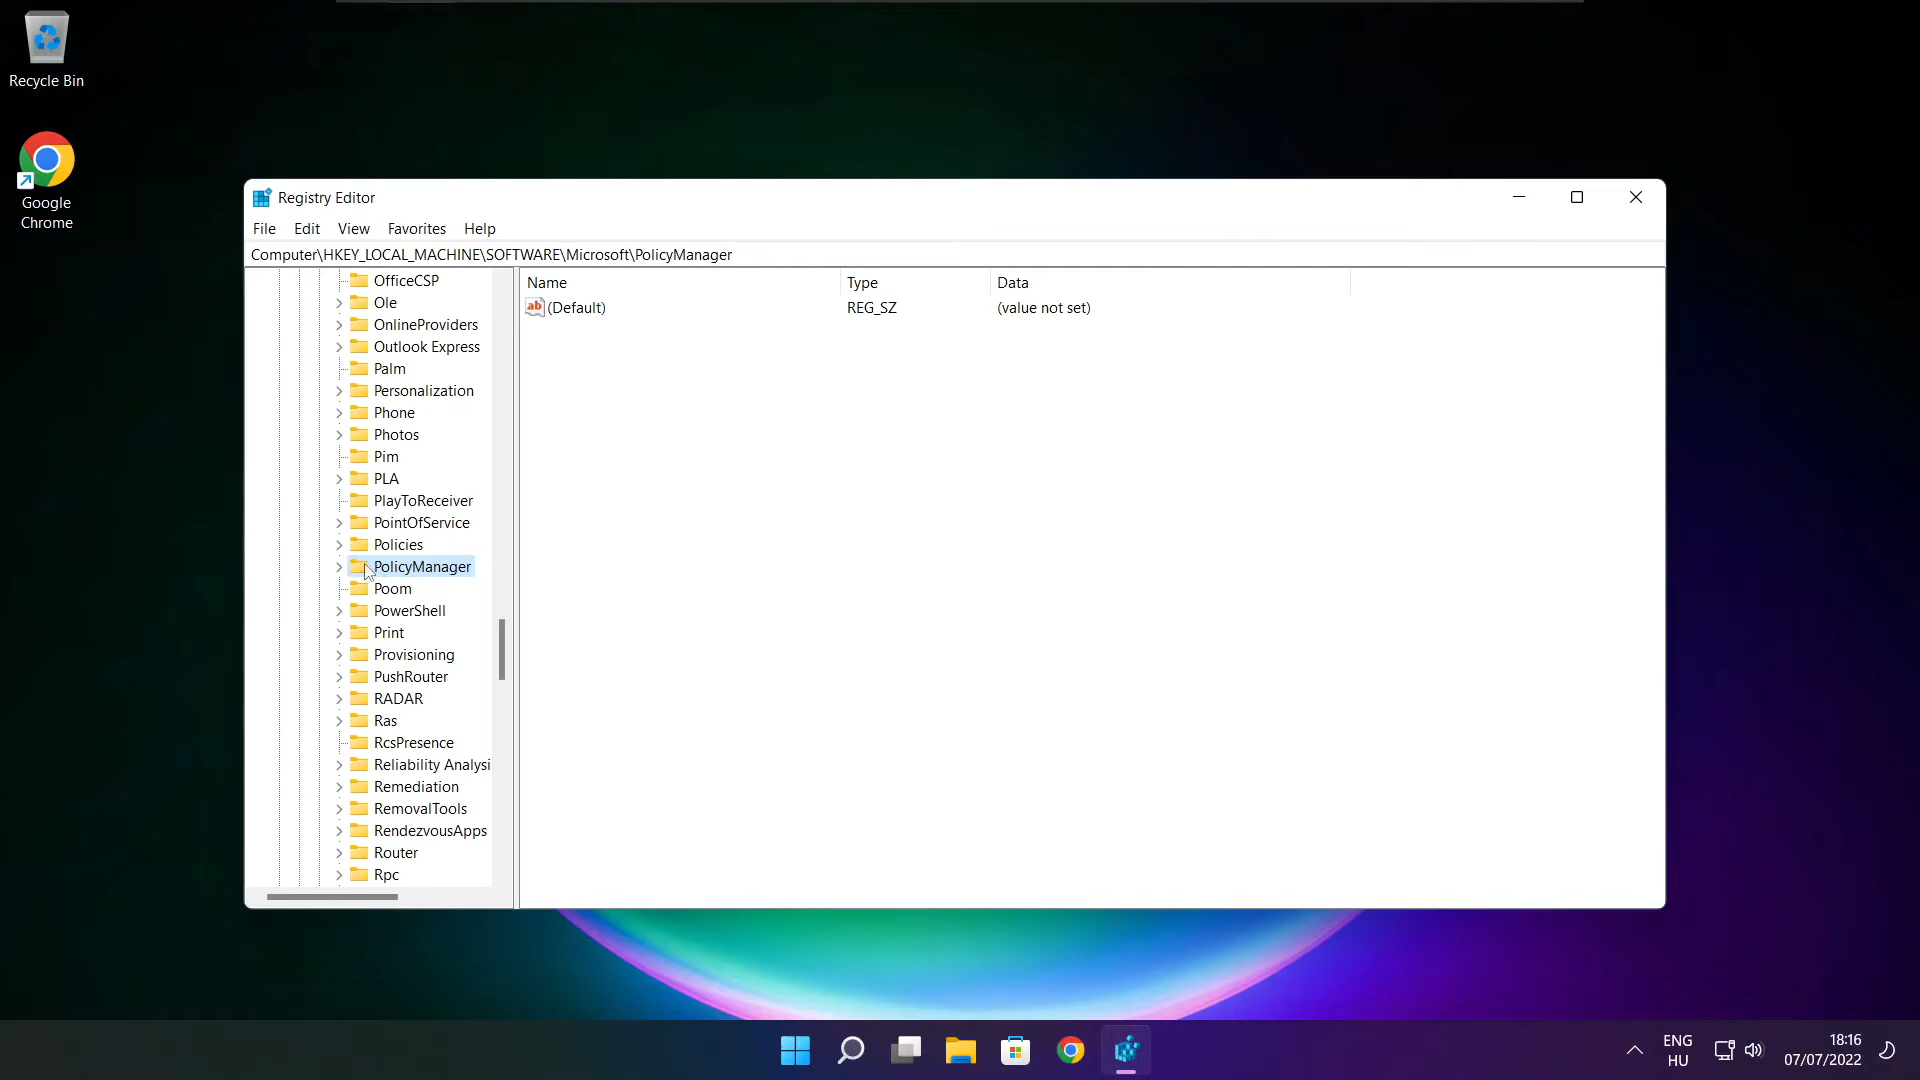 Recycle Bin
Google
Chrome
Registry Editor
File Edit View Favorites Help
Computer\HKEY_LOCAL_MACHINE\SOFTWARE\Microsoft\PolicyManager
OfficeCSP
Ole
OnlineProviders
Outlook Express
Palm
Personalization
Phone
Photos
Pim
PLA
PlayToReceiver
PointOfService
Policies
PolicyManager
Poom
PowerShell
Print
Provisioning
PushRouter
RADAR
Ras
RcsPresence
Reliability Analysi
Remediation
RemovalTools
RendezvousApps
Router
Rpc
Name Type Data
ab (Default) REG_SZ (value not set)
ENG
HU
18:16
07/07/2022